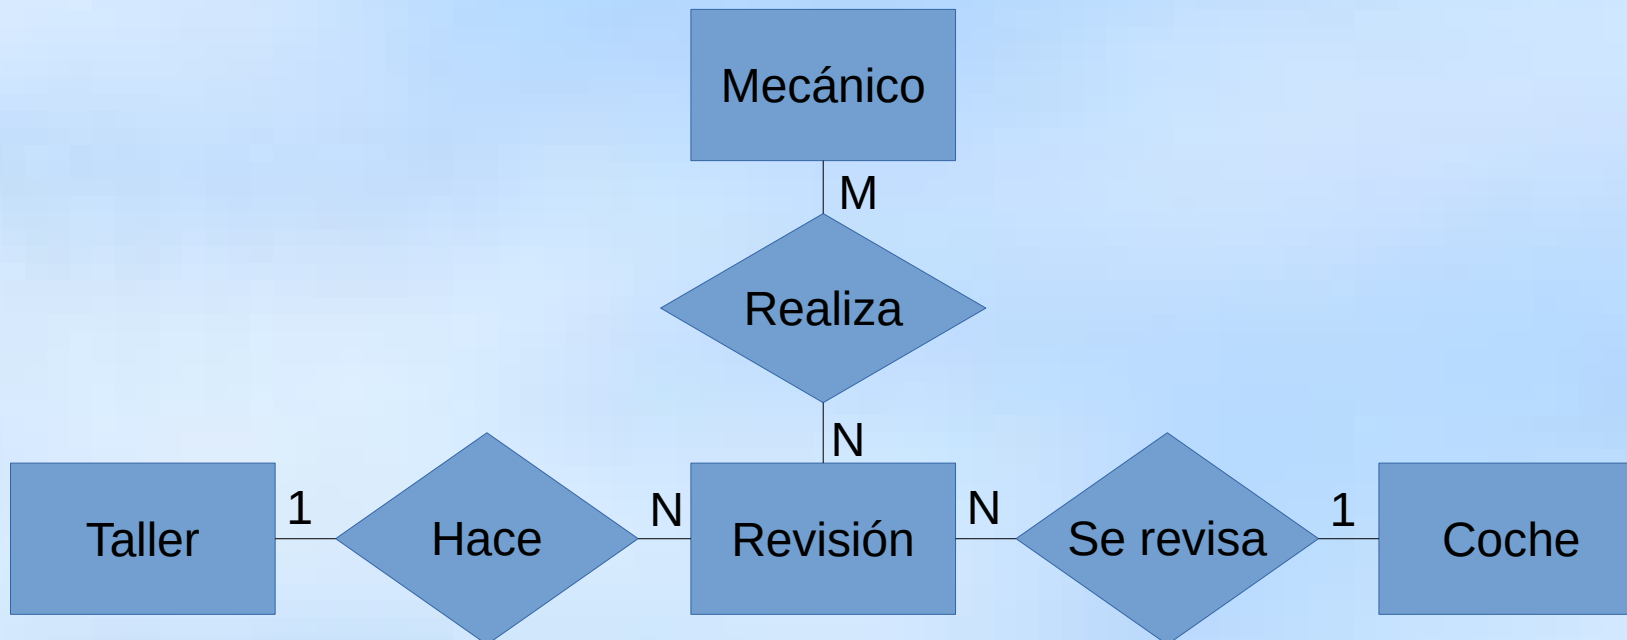 Mecánico
M
Realiza
N
Taller
1
Hace
N
Revisión
N
Se revisa
1
Coche